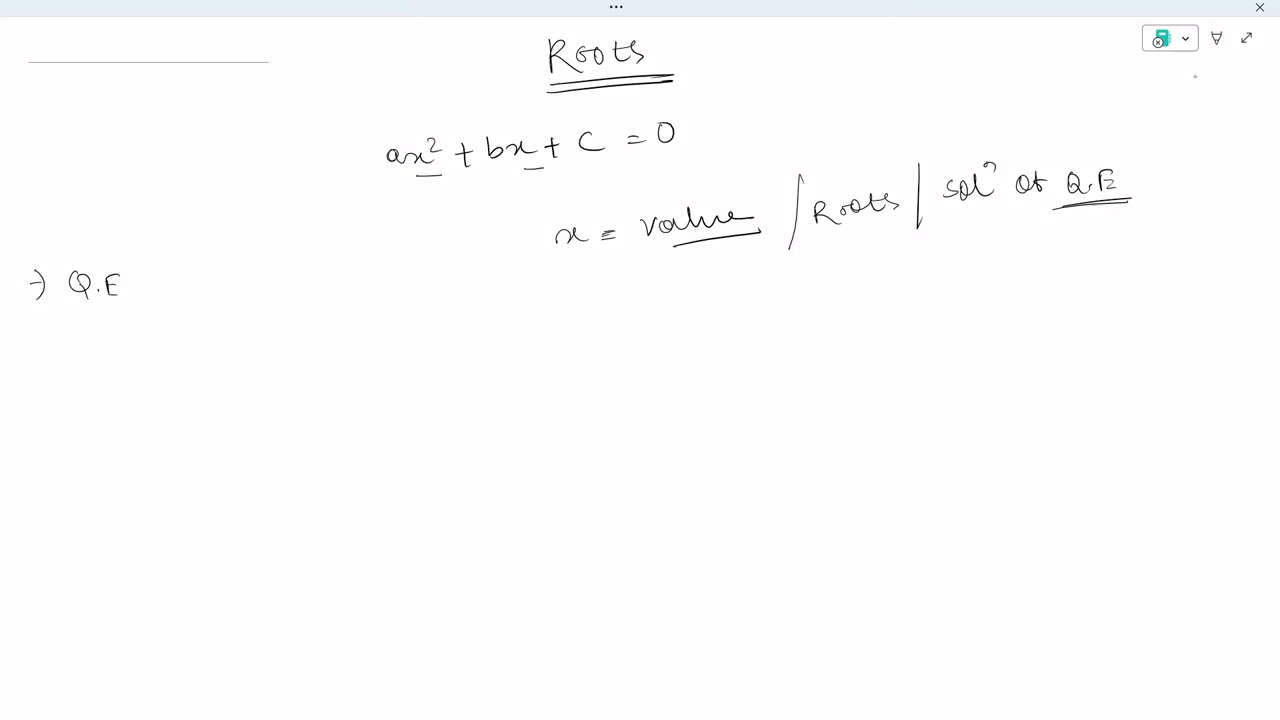 Roots
ax² + bx + c = 0
x = value / Roots | solⁿ of Q.E
→ Q.E